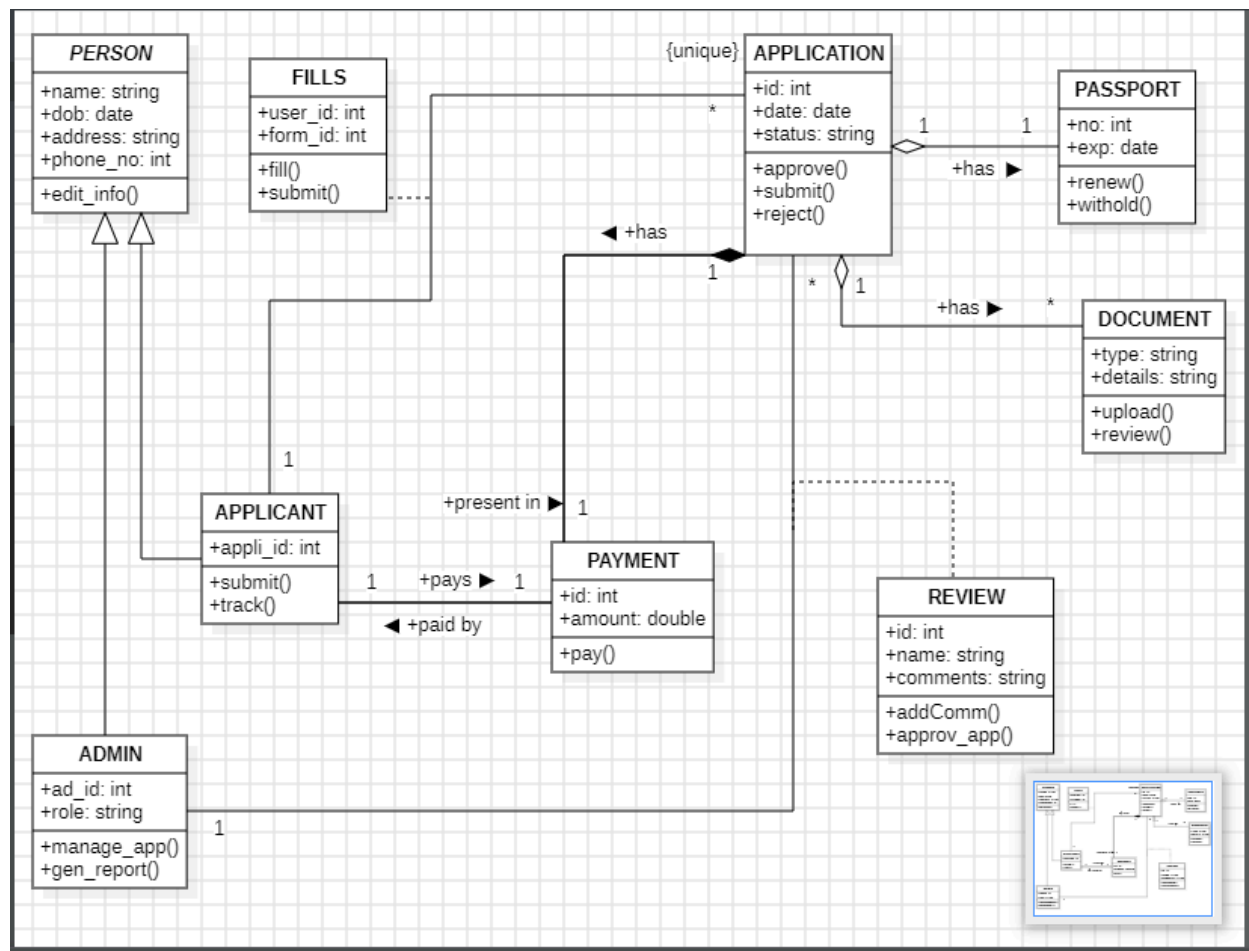 PERSON
+name: string
+dob: date
+address: string
+phone_no: int
+edit_info()
FILLS
+user_id: int
+form_id: int
+fill()
+submit()
{unique}
APPLICATION
+id: int
+date: date
+status: string
+approve()
+submit()
+reject()
*
1
1
+has ▶
PASSPORT
+no: int
+exp: date
+renew()
+withold()
◀ +has
1
*
1
+has ▶
*
DOCUMENT
+type: string
+details: string
+upload()
+review()
1
APPLICANT
+appli_id: int
+submit()
+track()
+present in ▶
1
1
+pays ▶
1
◀ +paid by
PAYMENT
+id: int
+amount: double
+pay()
REVIEW
+id: int
+name: string
+comments: string
+addComm()
+approv_app()
ADMIN
+ad_id: int
+role: string
+manage_app()
+gen_report()
1